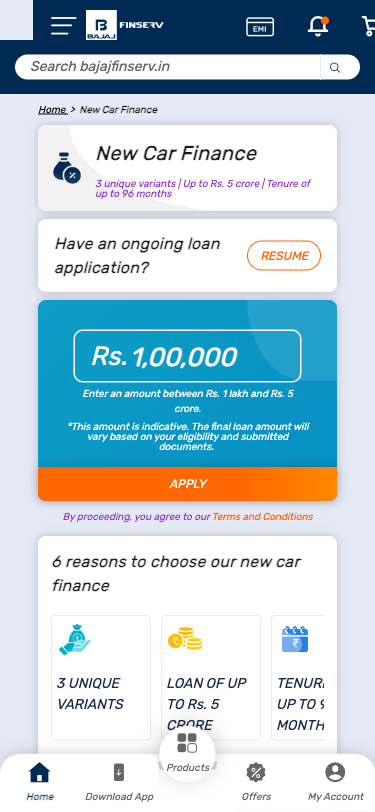 BAJAJ FINSERV
EMI
Search bajajfinserv.in
Home > New Car Finance
New Car Finance
3 unique variants | Up to Rs. 5 crore | Tenure of
up to 96 months
Have an ongoing loan
application?
RESUME
Rs. 1,00,000
Enter an amount between Rs. 1 lakh and Rs. 5
crore.
*This amount is indicative. The final loan amount will
vary based on your eligibility and submitted
documents.
APPLY
By proceeding, you agree to our Terms and Conditions
6 reasons to choose our new car
finance
3 UNIQUE
VARIANTS
LOAN OF UP
TO Rs. 5
CRORE
UP TO
MONTH
Home
Download App
Products
Offers
My Account